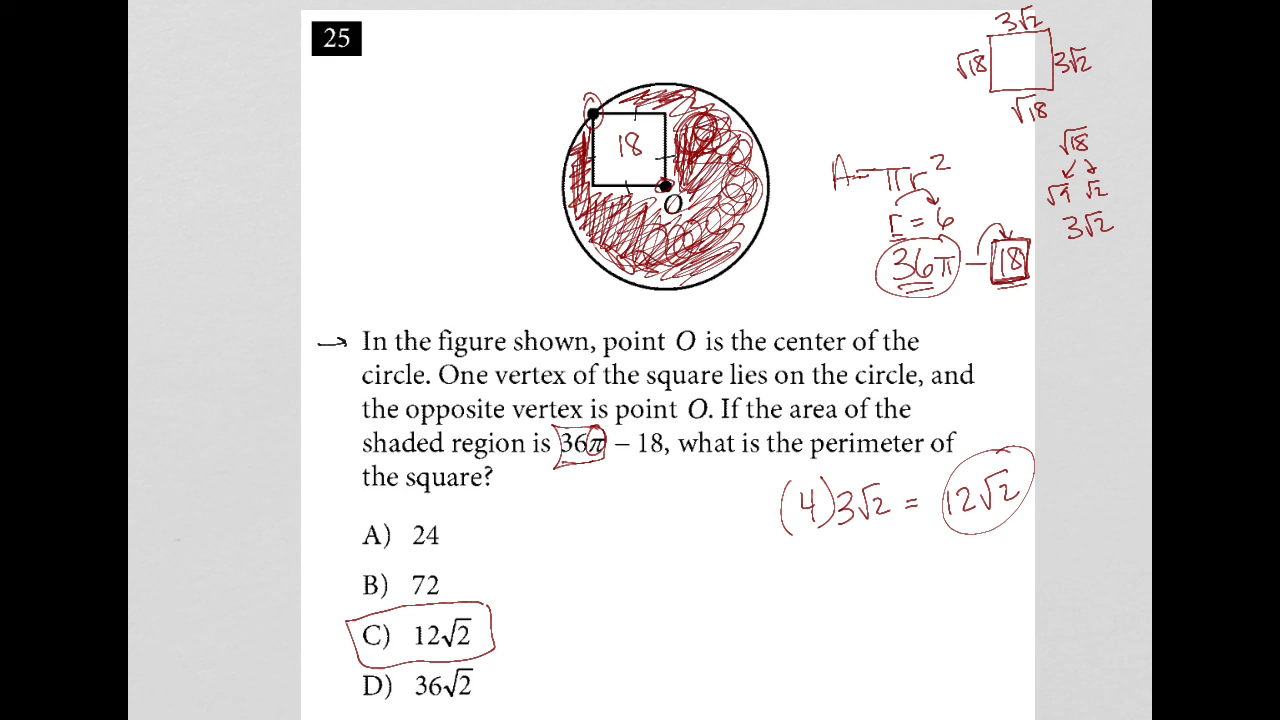 25
3√2
√18
3√2
√18
18
O
√18
√9 √2
3√2
A = πr²
r = 6
36π − 18
In the figure shown, point O is the center of the
circle. One vertex of the square lies on the circle, and
the opposite vertex is point O. If the area of the
shaded region is 36π − 18, what is the perimeter of
the square?
(4)3√2 = 12√2
A) 24
B) 72
C) 12√2
D) 36√2